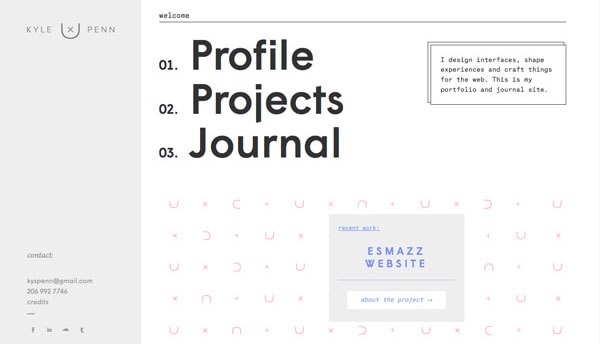 KYLE PENN
welcome
01. Profile
02. Projects
03. Journal
I design interfaces, shape
experiences and craft things
for the web. This is my
portfolio and journal site.
recent work:
ESMAZZ
WEBSITE
about the project →
contact:
kyspenn@gmail.com
206 992 7746
credits